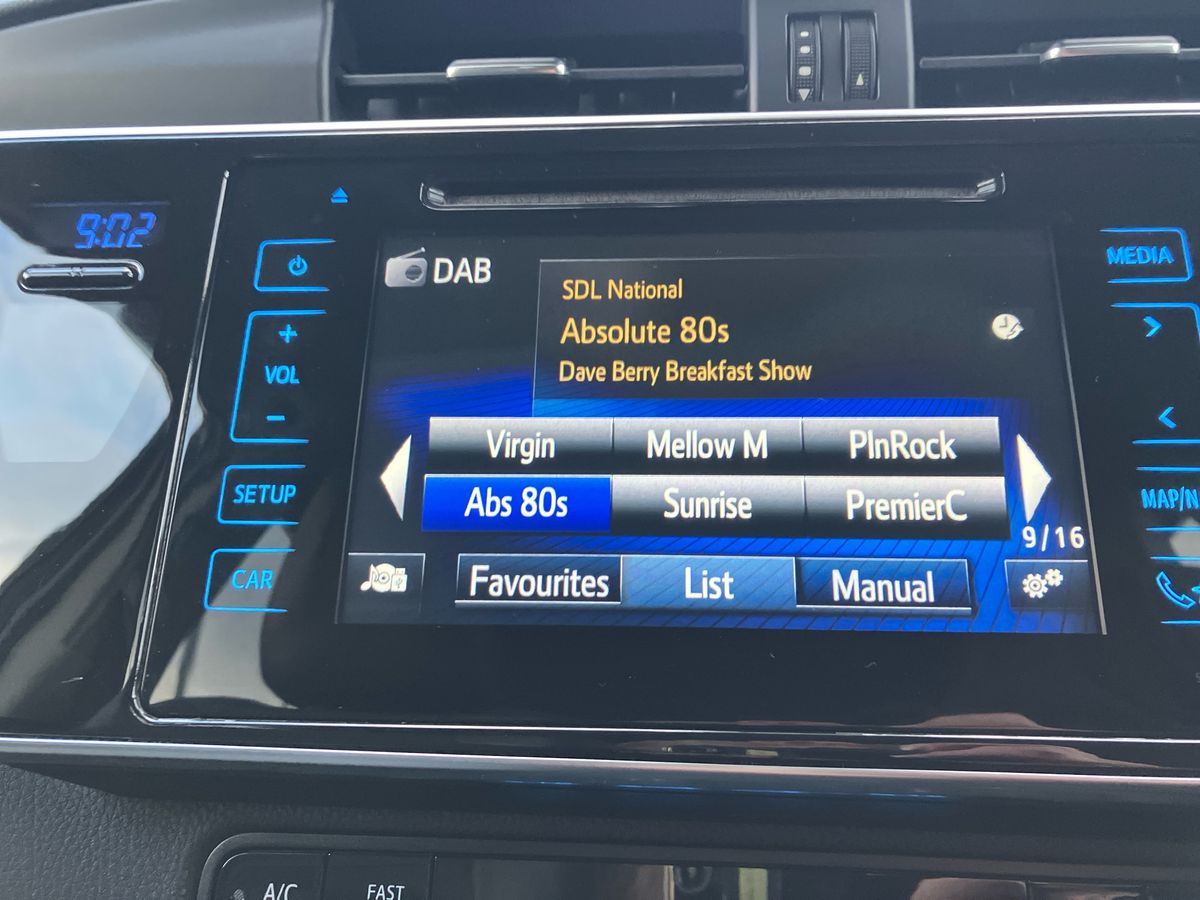 9:02
MEDIA
DAB
SDL National
Absolute 80s
Dave Berry Breakfast Show
VOL
Virgin
Mellow M
PlnRock
SETUP
Abs 80s
Sunrise
PremierC
MAP/N
9/16
CAR
Favourites
List
Manual
A/C
FAST